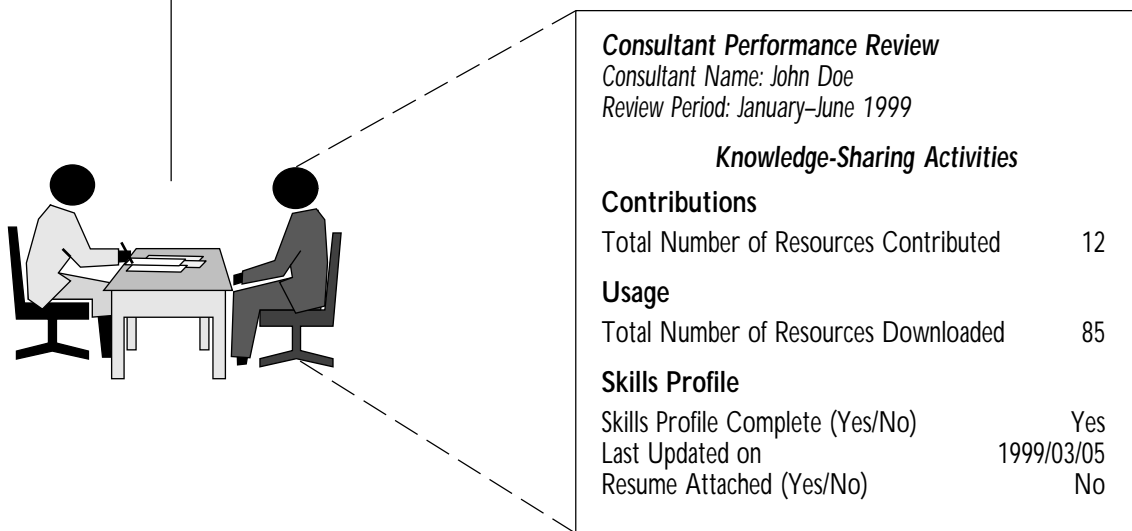 Consultant Performance Review
Consultant Name: John Doe
Review Period: January–June 1999
Knowledge-Sharing Activities
Contributions
Total Number of Resources Contributed 12
Usage
Total Number of Resources Downloaded 85
Skills Profile
Skills Profile Complete (Yes/No) Yes
Last Updated on 1999/03/05
Resume Attached (Yes/No) No